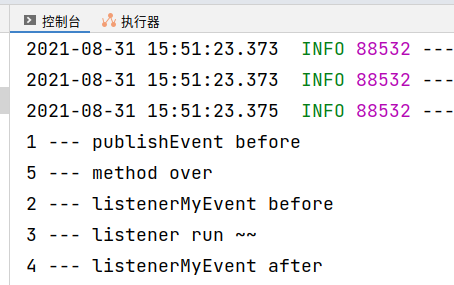 控制台 执行器
2021-08-31 15:51:23.373 INFO 88532 ---
2021-08-31 15:51:23.373 INFO 88532 ---
2021-08-31 15:51:23.375 INFO 88532 ---
1 --- publishEvent before
5 --- method over
2 --- listenerMyEvent before
3 --- listener run ~~
4 --- listenerMyEvent after